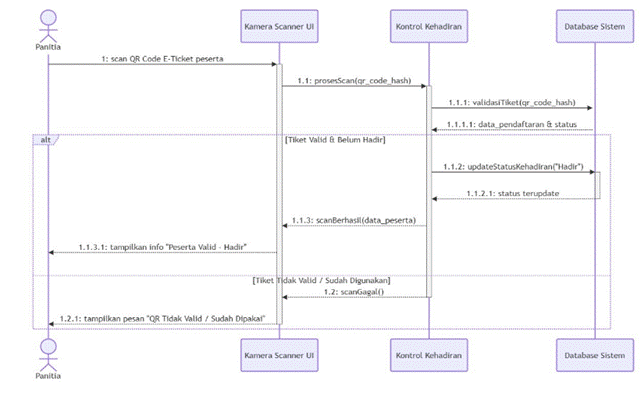 Panitia
Kamera Scanner UI
Kontrol Kehadiran
Database Sistem
1: scan QR Code E-Ticket peserta
1.1: prosesScan(qr_code_hash)
1.1.1: validasiTiket(qr_code_hash)
1.1.1.1: data_pendaftaran & status
alt
[Tiket Valid & Belum Hadir]
1.1.2: updateStatusKehadiran("Hadir")
1.1.2.1: status terupdate
1.1.3: scanBerhasil(data_peserta)
1.1.3.1: tampilkan info "Peserta Valid - Hadir"
[Tiket Tidak Valid / Sudah Digunakan]
1.2: scanGagal()
1.2.1: tampilkan pesan "QR Tidak Valid / Sudah Dipakai"
Panitia
Kamera Scanner UI
Kontrol Kehadiran
Database Sistem